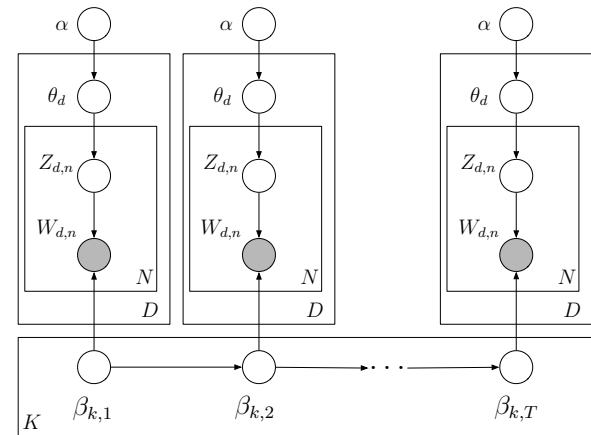 α α α
θ_d θ_d θ_d
Z_{d,n} Z_{d,n} Z_{d,n}
W_{d,n} W_{d,n} W_{d,n}
N N N
D D D
· · ·
K β_{k,1} β_{k,2} β_{k,T}